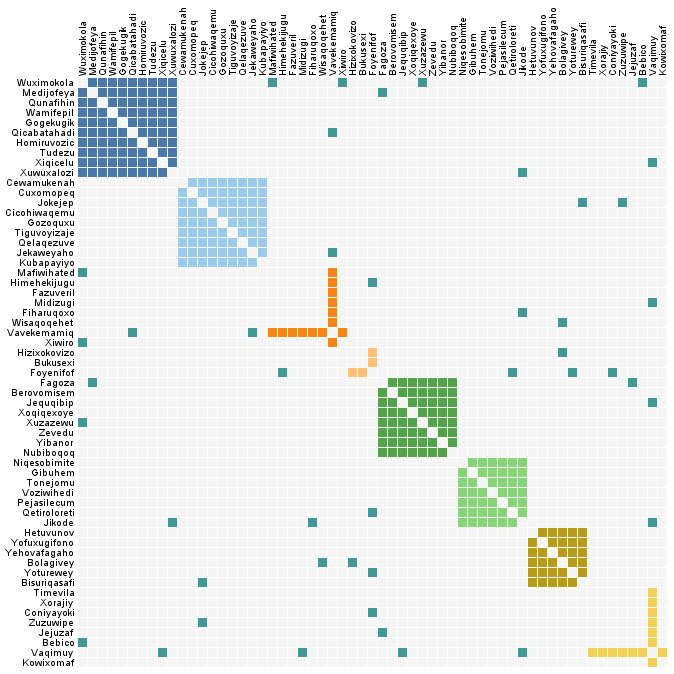 Wuximokola
Medijofeya
Qunafihin
Wamifepil
Gogekugik
Qicabatahadi
Homiruvozic
Tudezu
Xiqicelu
Xuwuxalozi
Cewamukenah
Cuxomopeq
Jokejep
Cicohiwaqemu
Gozoquxu
Tiguvoyizaje
Qelaqezuve
Jekaweyaho
Kubapayiyo
Mafiwihated
Himehekijugu
Fazuveril
Midizugi
Fiharuqoxo
Wisaqoqehet
Vavekemamiq
Xiwiro
Hizixokovizo
Bukusexi
Foyenifof
Fagoza
Berovomisem
Jequqibip
Xoqiqexoye
Xuzazewu
Zevedu
Yibanor
Nubiboqoq
Niqesobimite
Gibuhem
Tonejomu
Voziwihedi
Pejasilecum
Qetiroloreti
Jikode
Hetuvunov
Yofuxugifono
Yehovafagaho
Bolagivey
Yoturewey
Bisuriqasafi
Timevila
Xorajiy
Coniyayoki
Zuzuwipe
Jejuzaf
Bebico
Vaqimuy
Kowixomaf
Wuximokola
Medijofeya
Qunafihin
Wamifepil
Gogekugik
Qicabatahadi
Homiruvozic
Tudezu
Xiqicelu
Xuwuxalozi
Cewamukenah
Cuxomopeq
Jokejep
Cicohiwaqemu
Gozoquxu
Tiguvoyizaje
Qelaqezuve
Jekaweyaho
Kubapayiyo
Mafiwihated
Himehekijugu
Fazuveril
Midizugi
Fiharuqoxo
Wisaqoqehet
Vavekemamiq
Xiwiro
Hizixokovizo
Bukusexi
Foyenifof
Fagoza
Berovomisem
Jequqibip
Xoqiqexoye
Xuzazewu
Zevedu
Yibanor
Nubiboqoq
Niqesobimite
Gibuhem
Tonejomu
Voziwihedi
Pejasilecum
Qetiroloreti
Jikode
Hetuvunov
Yofuxugifono
Yehovafagaho
Bolagivey
Yoturewey
Bisuriqasafi
Timevila
Xorajiy
Coniyayoki
Zuzuwipe
Jejuzaf
Bebico
Vaqimuy
Kowixomaf